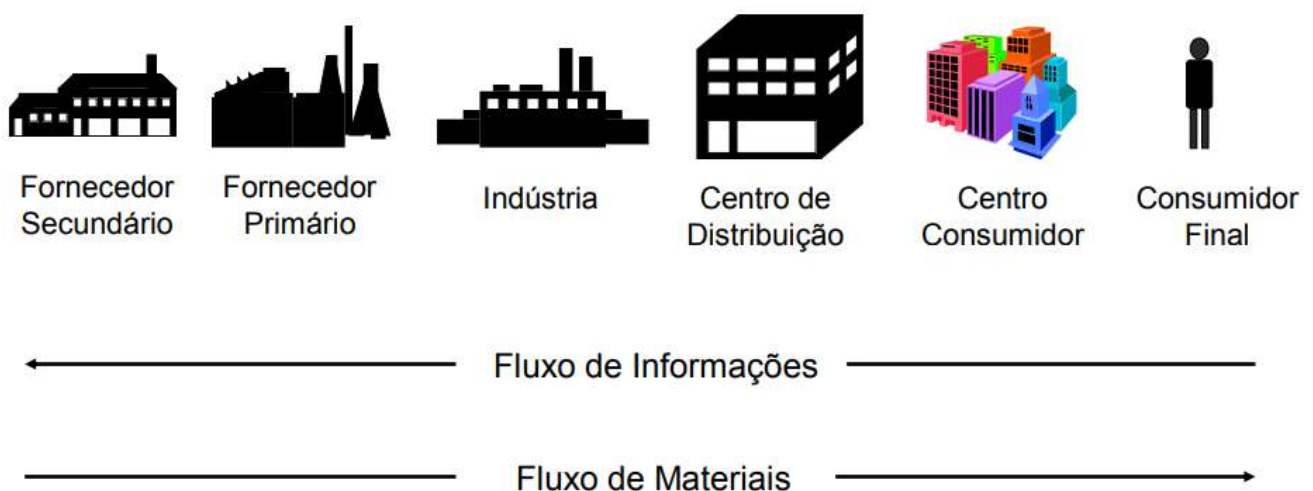 Fornecedor
Secundário
Fornecedor
Primário
Indústria
Centro de
Distribuição
Centro
Consumidor
Consumidor
Final
Fluxo de Informações
Fluxo de Materiais